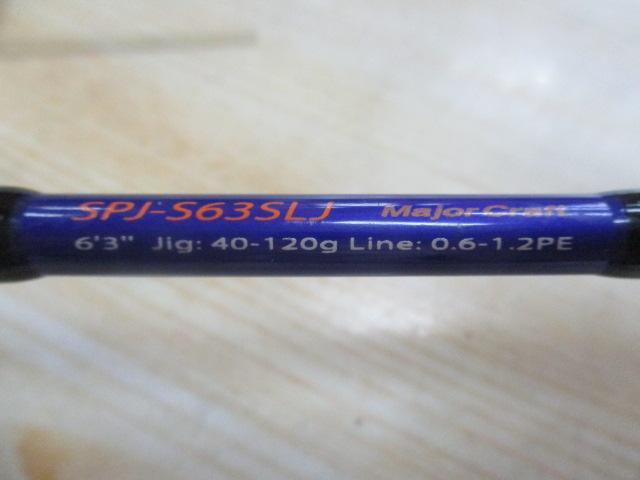 SPJ-S63SLJ Major Craft
6'3" Jig: 40-120g Line: 0.6-1.2PE